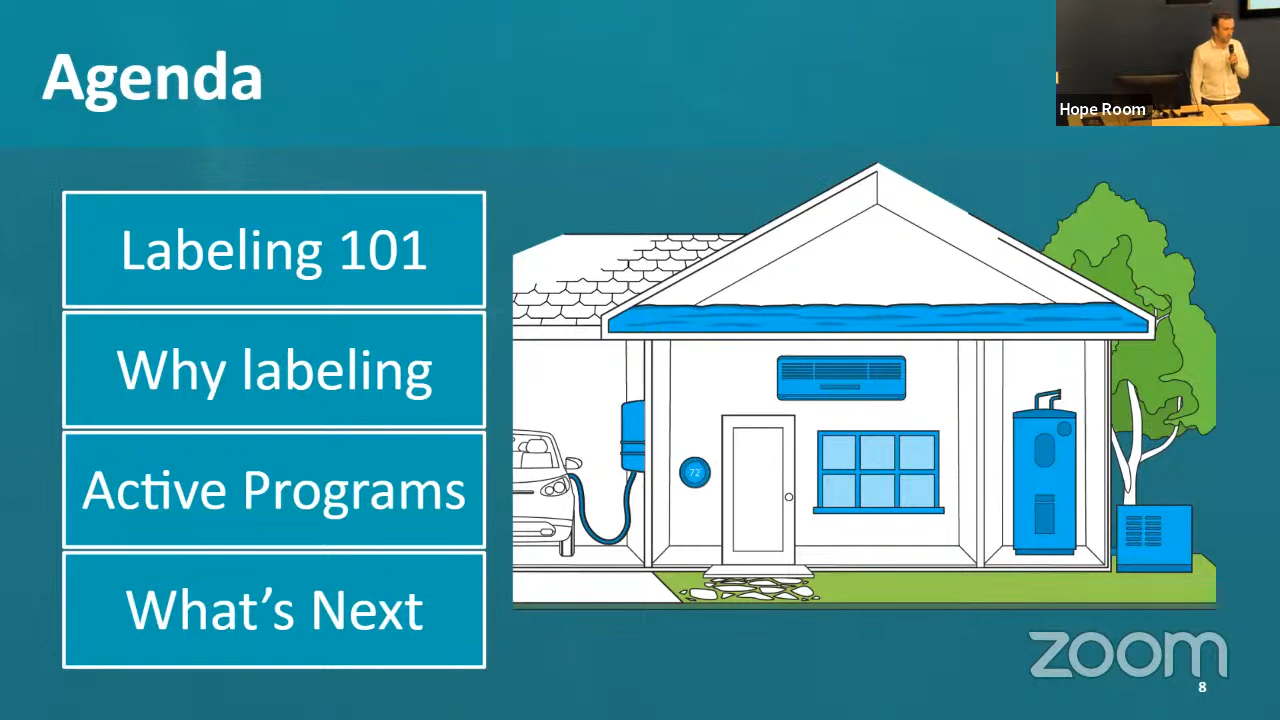 Agenda
Hope Room
Labeling 101
Why labeling
Active Programs
What's Next
72°
zoom
8